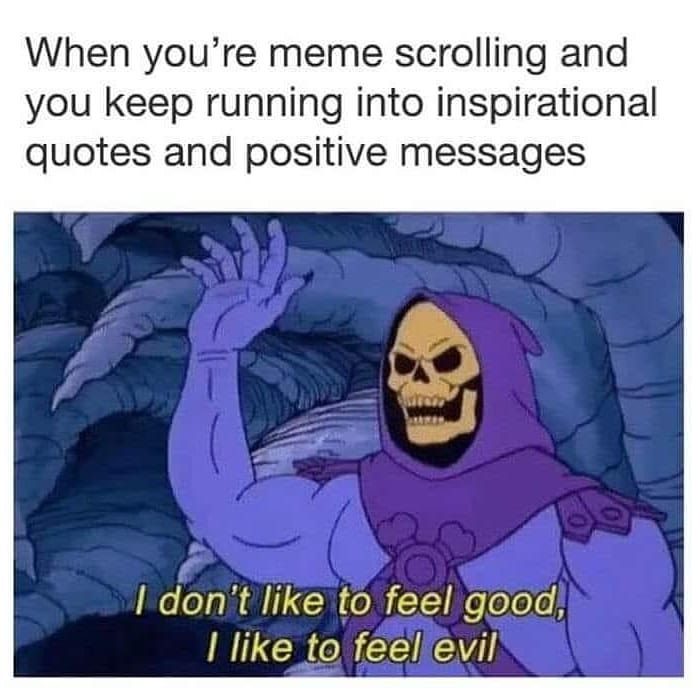 When you’re meme scrolling and
you keep running into inspirational
quotes and positive messages
I don't like to feel good,
I like to feel evil